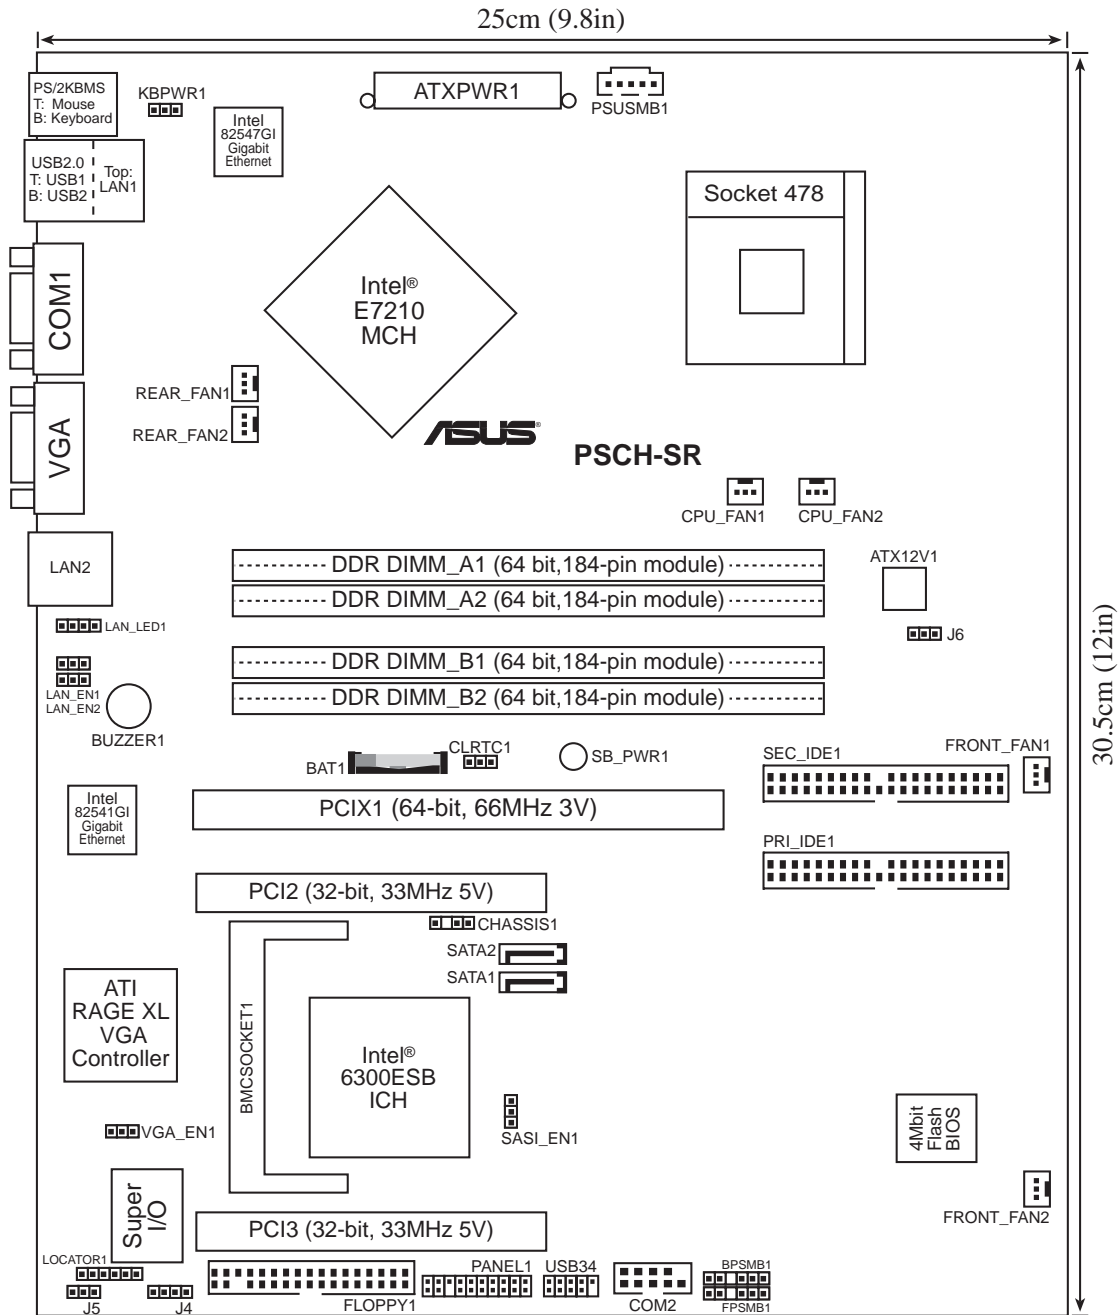 25cm (9.8in)
PS/2KBMS
T: Mouse
B: Keyboard
KBPWR1
ATXPWR1
PSUSMB1
Intel
82547GI
Gigabit
Ethernet
USB2.0
T: USB1
B: USB2
Top:
LAN1
Socket 478
COM1
Intel®
E7210
MCH
REAR_FAN1
REAR_FAN2
VGA
ASUS®
PSCH-SR
CPU_FAN1
CPU_FAN2
LAN2
DDR DIMM_A1 (64 bit,184-pin module)
DDR DIMM_A2 (64 bit,184-pin module)
ATX12V1
J6
30.5cm (12in)
LAN_LED1
DDR DIMM_B1 (64 bit,184-pin module)
DDR DIMM_B2 (64 bit,184-pin module)
LAN_EN1
LAN_EN2
BUZZER1
BAT1
CLRTC1
SB_PWR1
SEC_IDE1
FRONT_FAN1
Intel
82541GI
Gigabit
Ethernet
PCIX1 (64-bit, 66MHz 3V)
PRI_IDE1
PCI2 (32-bit, 33MHz 5V)
CHASSIS1
SATA2
SATA1
ATI
RAGE XL
VGA
Controller
BMCSOCKET1
Intel®
6300ESB
ICH
VGA_EN1
SASI_EN1
4Mbit
Flash
BIOS
Super
I/O
PCI3 (32-bit, 33MHz 5V)
FRONT_FAN2
LOCATOR1
J5
J4
FLOPPY1
PANEL1
USB34
COM2
BPSMB1
FPSMB1